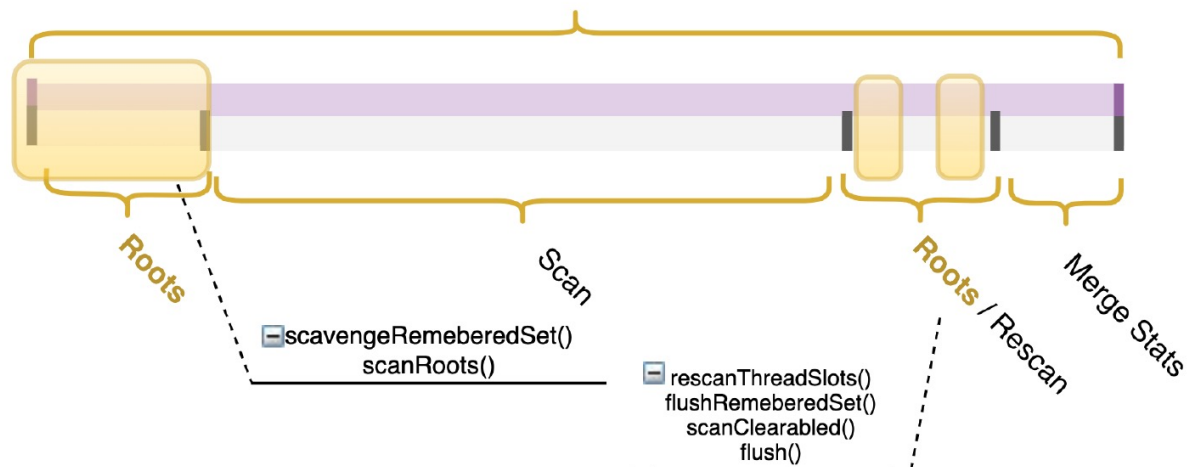 Roots
Scan
Roots / Rescan
Merge Stats
scavengeRemeberedSet()
scanRoots()
rescanThreadSlots()
flushRemeberedSet()
scanClearabled()
flush()